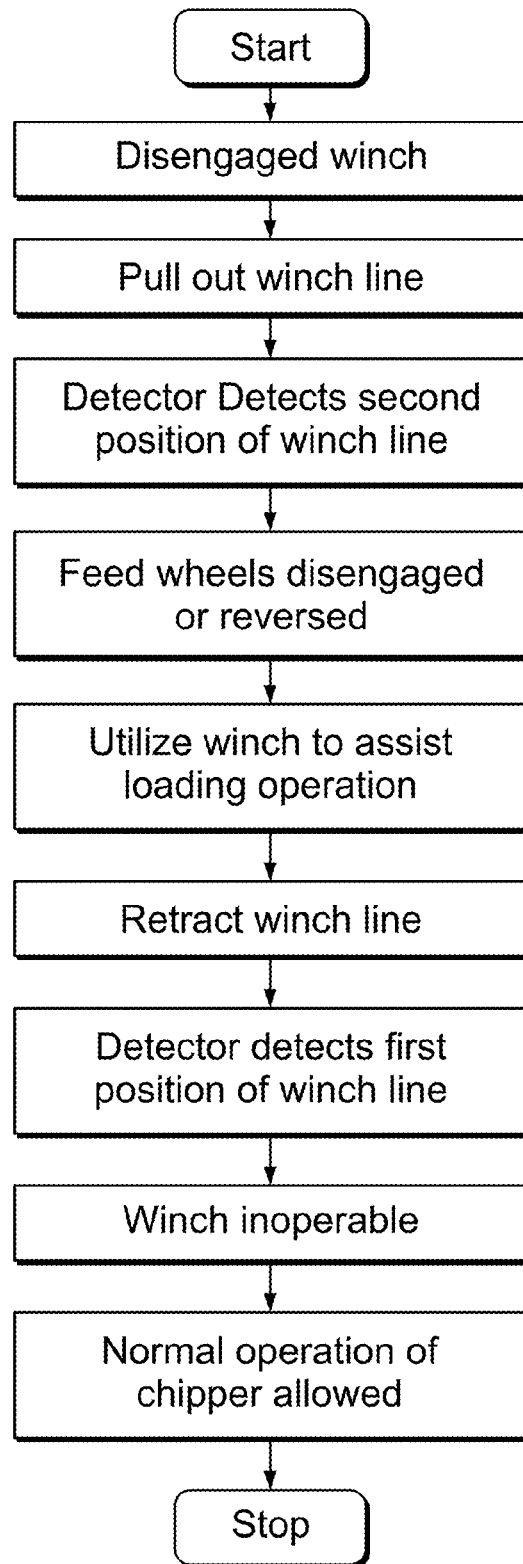 Start
Disengaged winch
Pull out winch line
Detector Detects second
position of winch line
Feed wheels disengaged
or reversed
Utilize winch to assist
loading operation
Retract winch line
Detector detects first
position of winch line
Winch inoperable
Normal operation of
chipper allowed
Stop